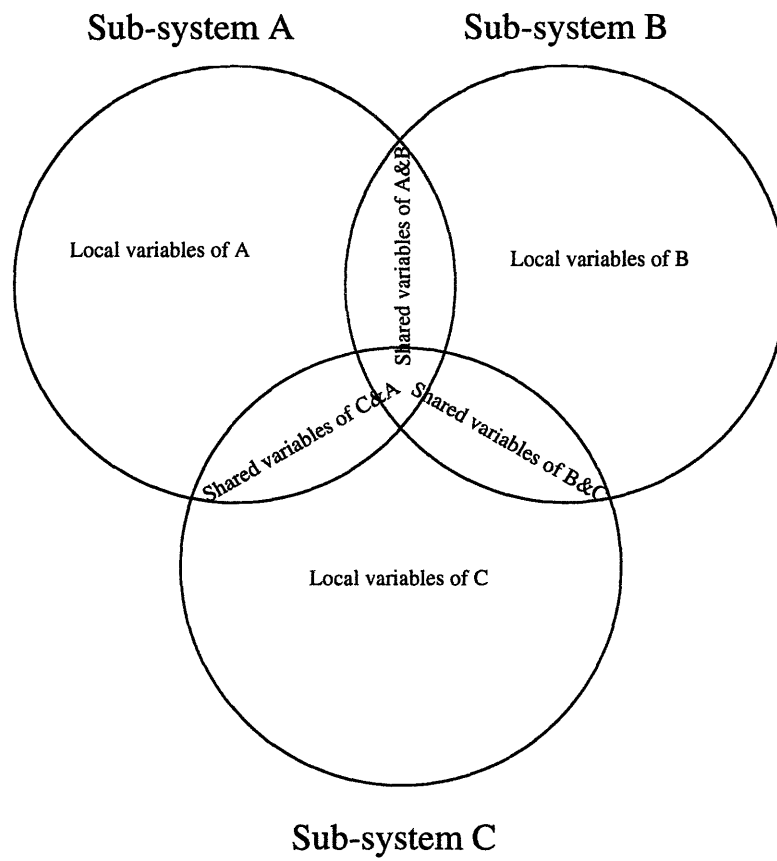 Sub-system A
Sub-system B
Shared variables of A&B
Local variables of A
Local variables of B
Shared variables of C&A
Shared variables of B&C
Local variables of C
Sub-system C